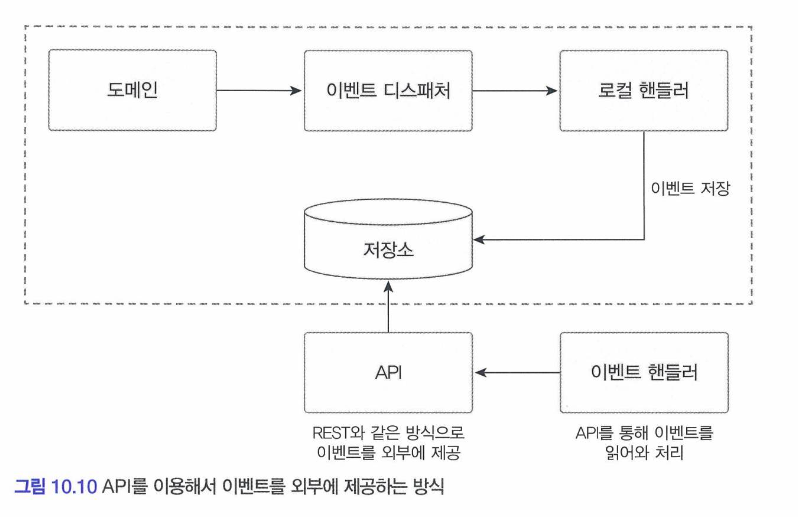 도메인
이벤트 디스패처
로컬 핸들러
이벤트 저장
저장소
API
이벤트 핸들러
REST와 같은 방식으로
이벤트를 외부에 제공
API를 통해 이벤트를
읽어와 처리
그림 10.10 API를 이용해서 이벤트를 외부에 제공하는 방식